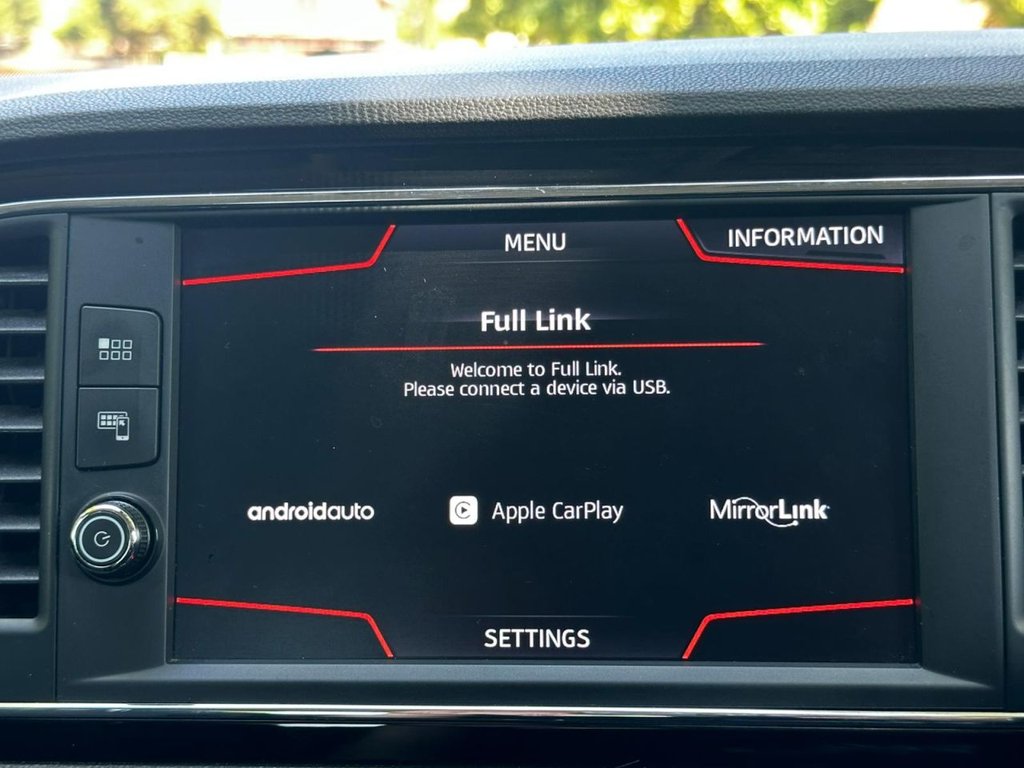 MENU
INFORMATION
Full Link
Welcome to Full Link.
Please connect a device via USB.
androidauto
Apple CarPlay
MirrorLink
SETTINGS